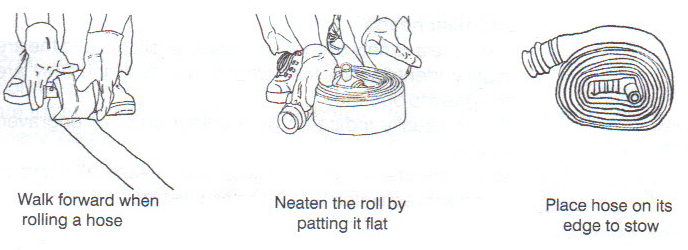 Walk forward when
rolling a hose
Neaten the roll by
patting it flat
Place hose on its
edge to stow